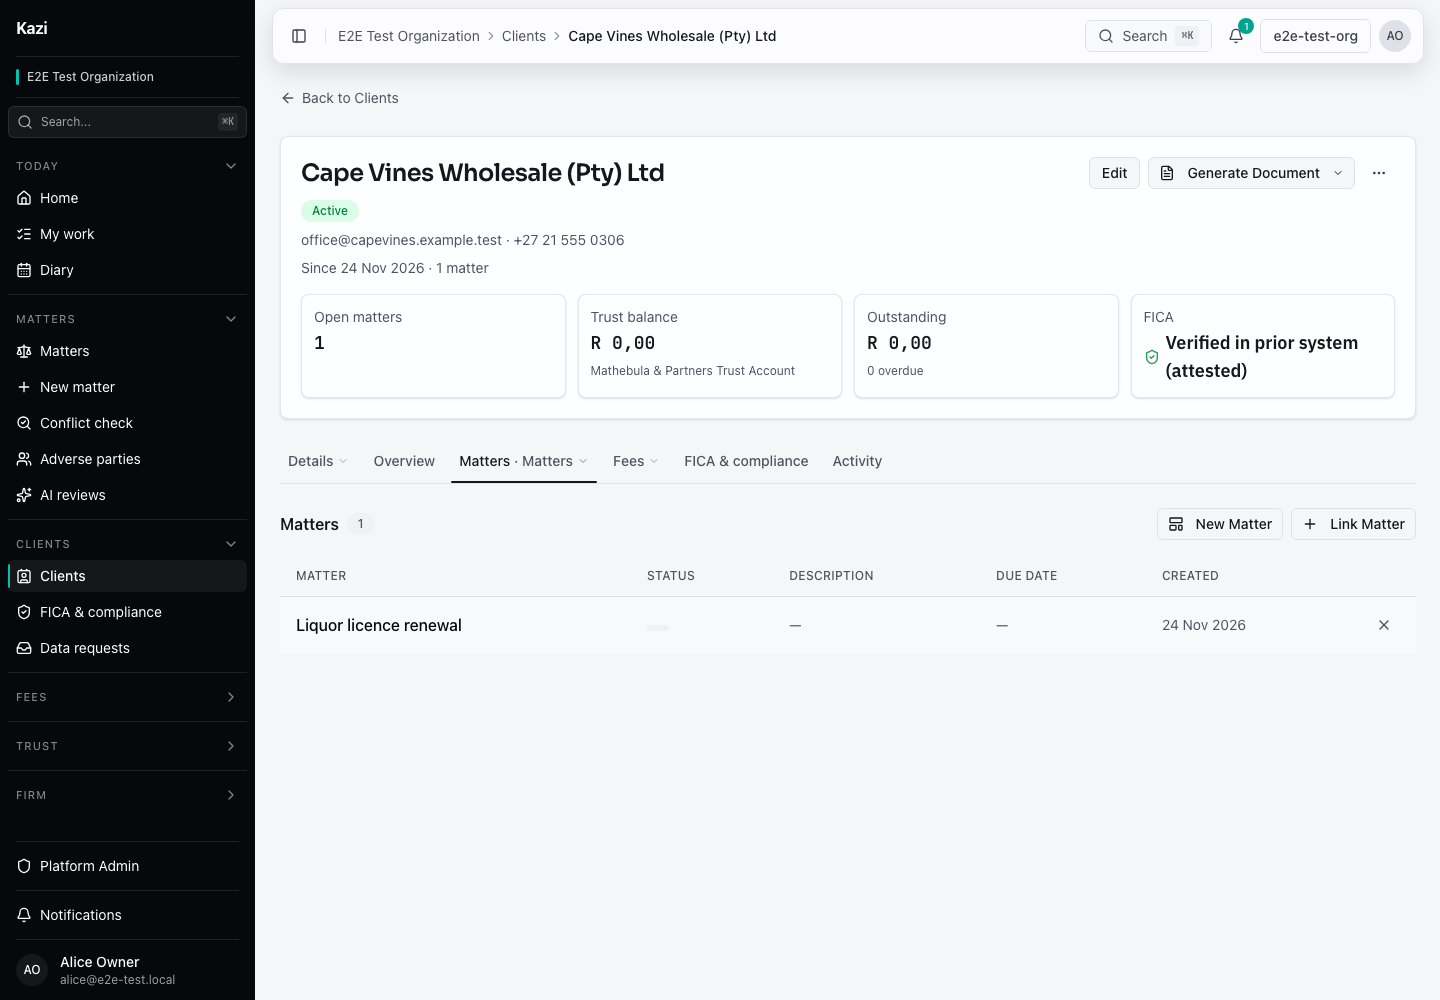 Kazi
E2E Test Organization
Search... ⌘K
TODAY
Home
My work
Diary
MATTERS
Matters
New matter
Conflict check
Adverse parties
AI reviews
CLIENTS
Clients
FICA & compliance
Data requests
FEES
TRUST
FIRM
Platform Admin
Notifications
AO
Alice Owner
alice@e2e-test.local
E2E Test Organization > Clients > Cape Vines Wholesale (Pty) Ltd
Search ⌘K
1
e2e-test-org
AO
Back to Clients
Cape Vines Wholesale (Pty) Ltd
Edit
Generate Document
Active
office@capevines.example.test · +27 21 555 0306
Since 24 Nov 2026 · 1 matter
Open matters
1
Trust balance
R 0,00
Mathebula & Partners Trust Account
Outstanding
R 0,00
0 overdue
FICA
Verified in prior system
(attested)
Details
Overview
Matters · Matters
Fees
FICA & compliance
Activity
Matters 1
New Matter
Link Matter
MATTER STATUS DESCRIPTION DUE DATE CREATED
Liquor licence renewal — — 24 Nov 2026